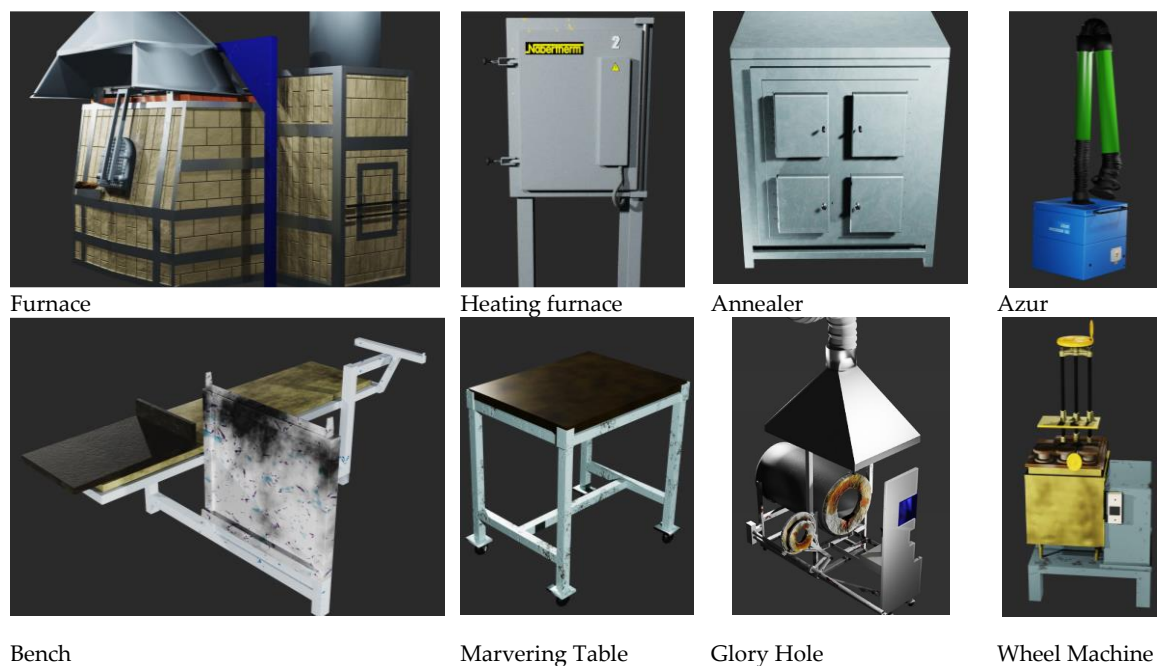 Nabertherm
2
Furnace
Heating furnace
Annealer
Azur
Bench
Marvering Table
Glory Hole
Wheel Machine